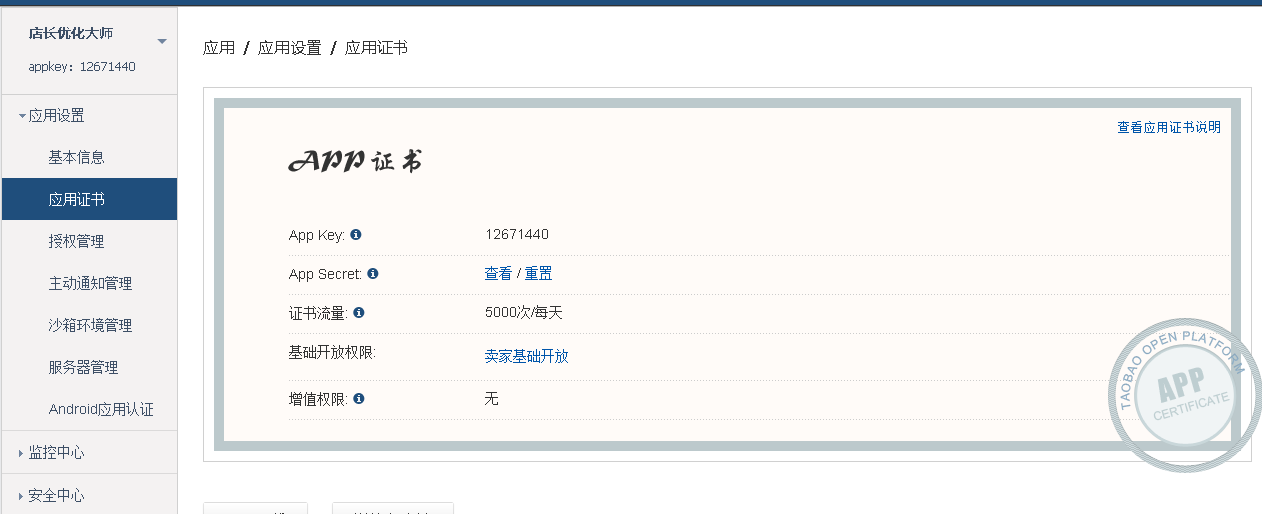 店长优化大师
appkey：12671440
应用设置
基本信息
应用证书
授权管理
主动通知管理
沙箱环境管理
服务器管理
Android应用认证
监控中心
安全中心
应用 / 应用设置 / 应用证书
查看应用证书说明
APP证书
App Key: 12671440
App Secret: 查看 / 重置
证书流量: 5000次/每天
基础开放权限: 卖家基础开放
增值权限: 无
TAOBAO OPEN PLATFORM
APP
CERTIFICATE